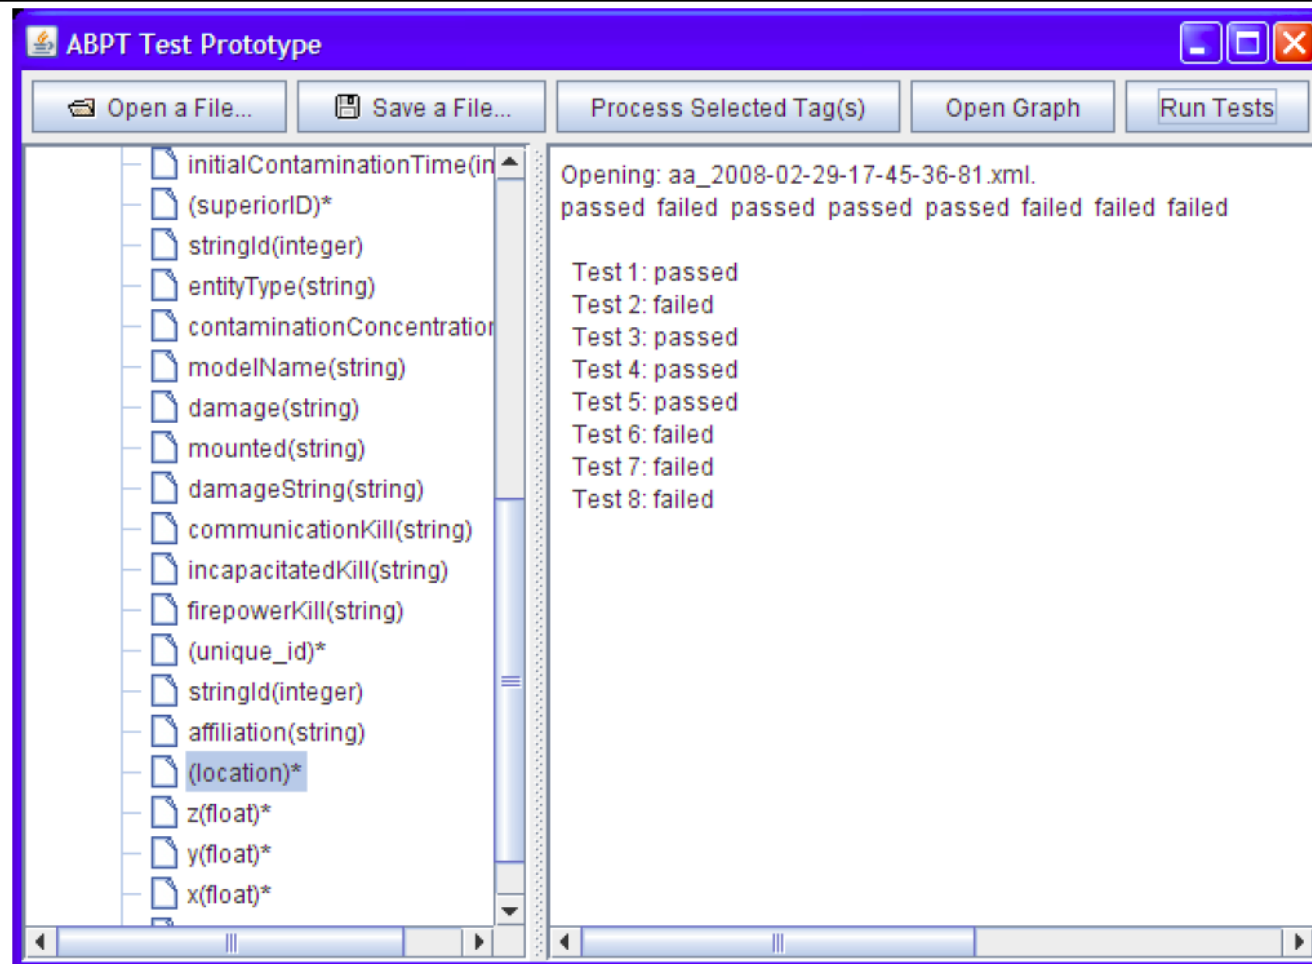 ABPT Test Prototype
Open a File... Save a File... Process Selected Tag(s) Open Graph Run Tests
initialContaminationTime(in
(superiorID)*
stringId(integer)
entityType(string)
contaminationConcentration
modelName(string)
damage(string)
mounted(string)
damageString(string)
communicationKill(string)
incapacitatedKill(string)
firepowerKill(string)
(unique_id)*
stringId(integer)
affiliation(string)
(location)*
z(float)*
y(float)*
x(float)*
Opening: aa_2008-02-29-17-45-36-81.xml.
passed failed passed passed passed failed failed failed
Test 1: passed
Test 2: failed
Test 3: passed
Test 4: passed
Test 5: passed
Test 6: failed
Test 7: failed
Test 8: failed